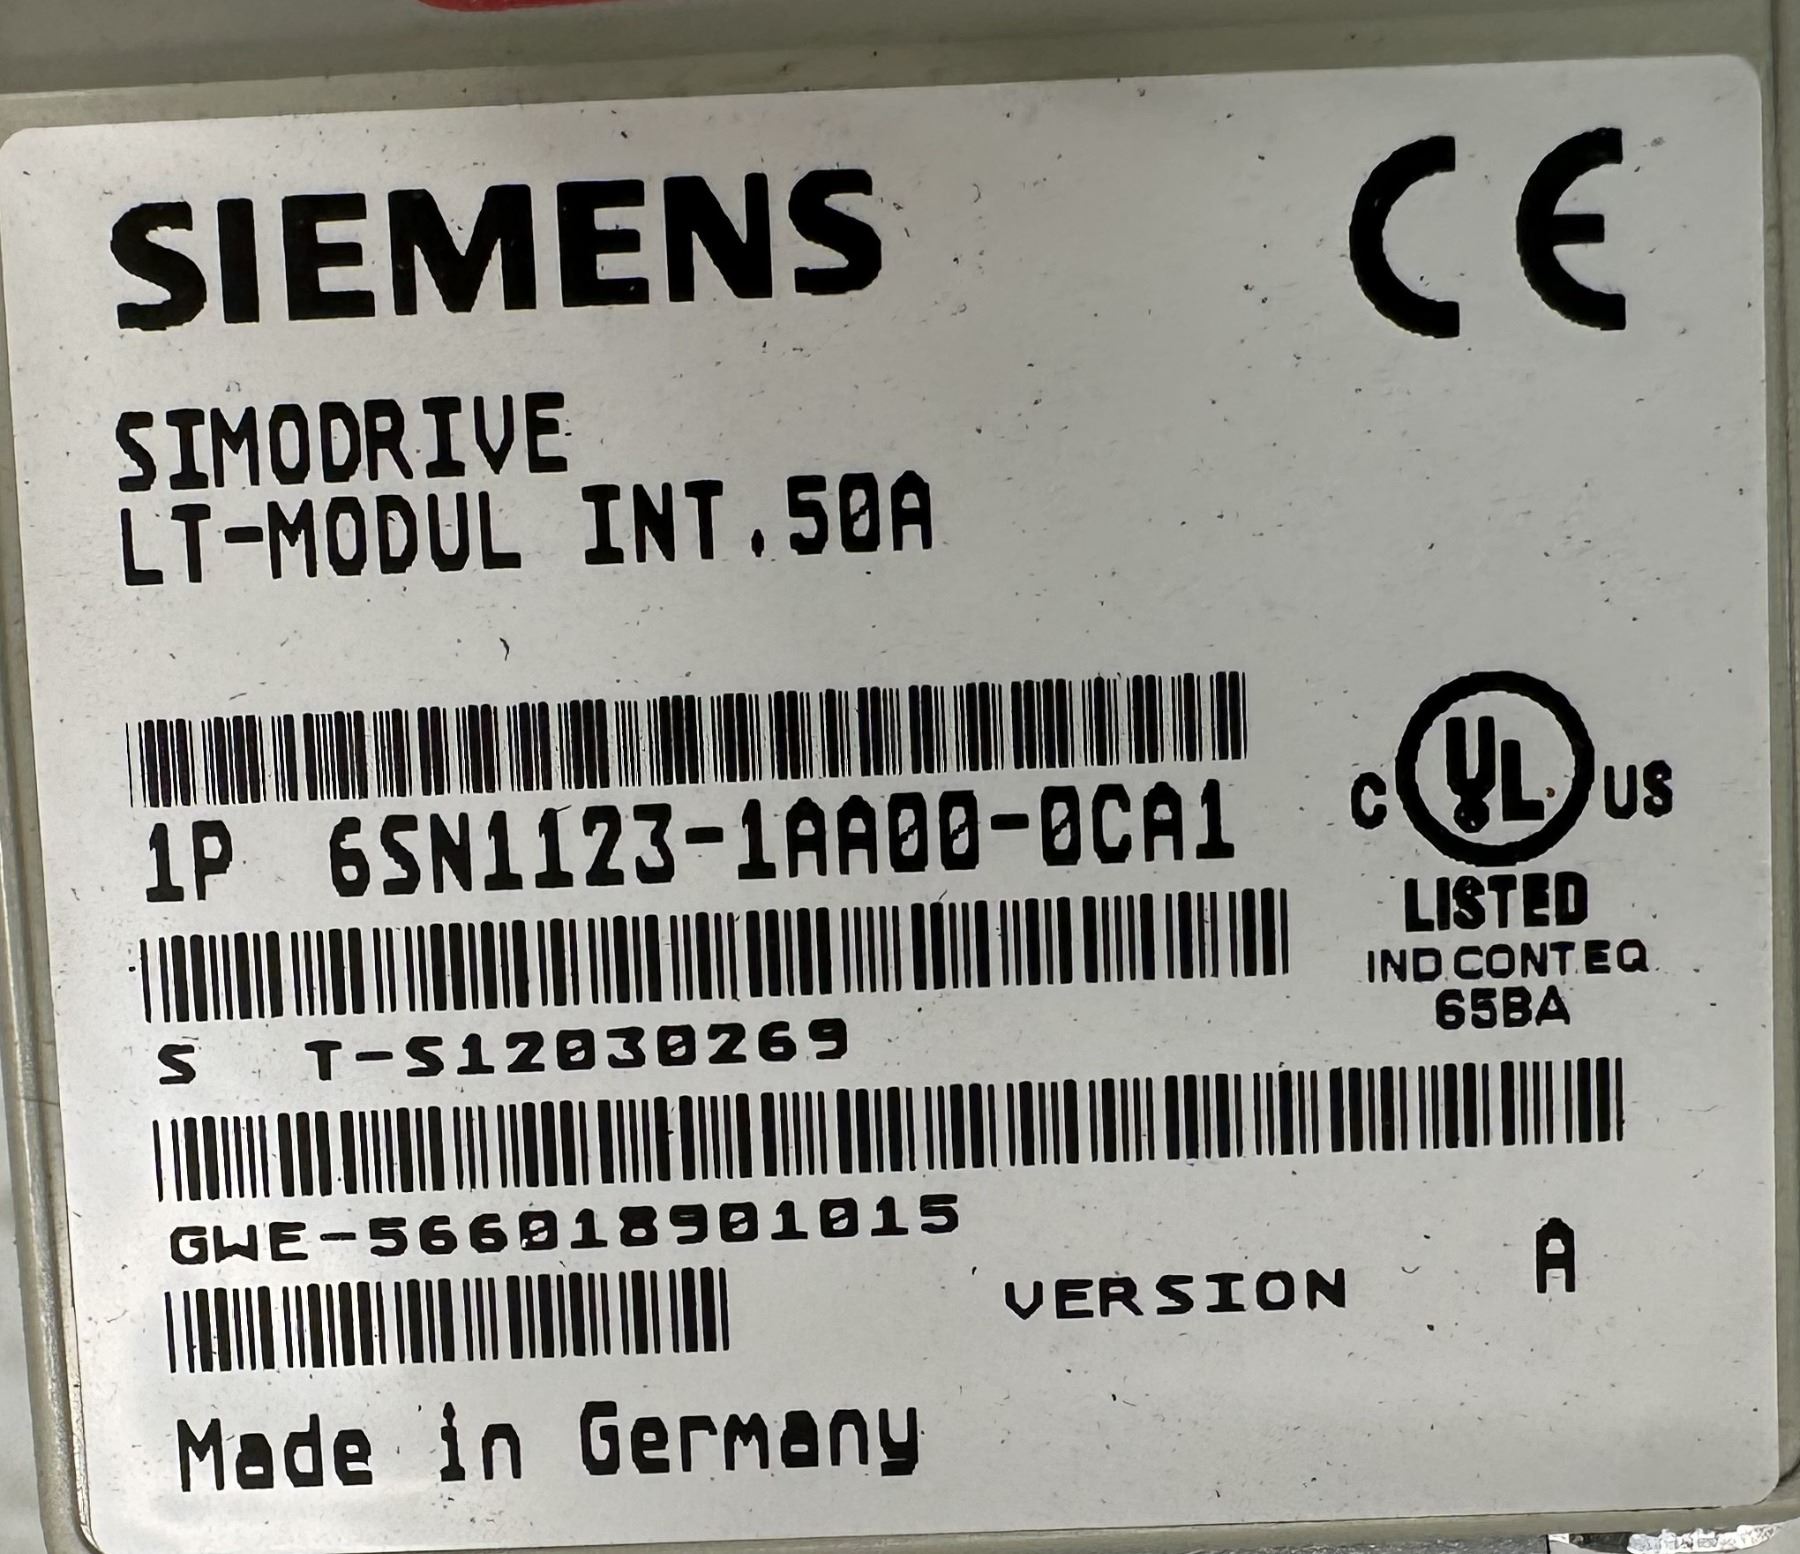 SIEMENS
CE
SIMODRIVE
LT-MODUL INT.50A
1P 6SN1123-1AA00-0CA1
C UL US
LISTED
IND.CONT.EQ.
65BA
S T-S12030269
GWE-566018901015
VERSION A
Made in Germany